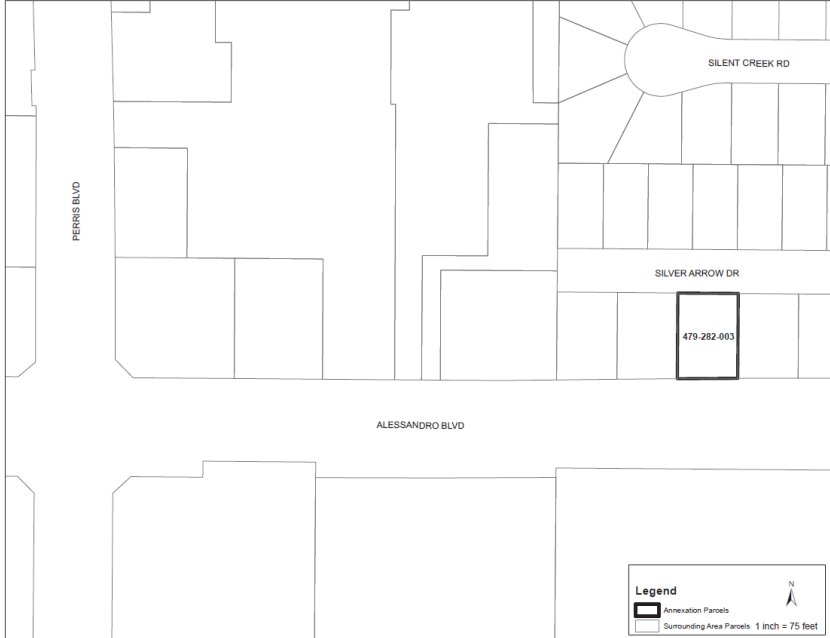 SILENT CREEK RD
PERRIS BLVD
SILVER ARROW DR
479-282-003
ALESSANDRO BLVD
Legend
N
Annexation Parcels
Surrounding Area Parcels 1 inch = 75 feet